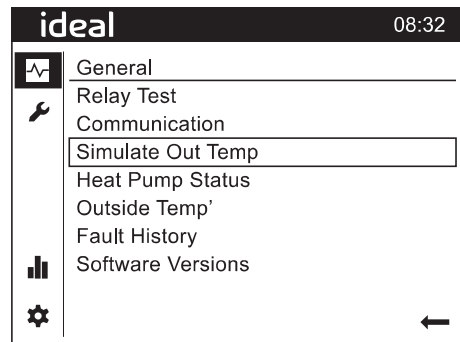 ideal 08:32
General
Relay Test
Communication
Simulate Out Temp
Heat Pump Status
Outside Temp'
Fault History
Software Versions